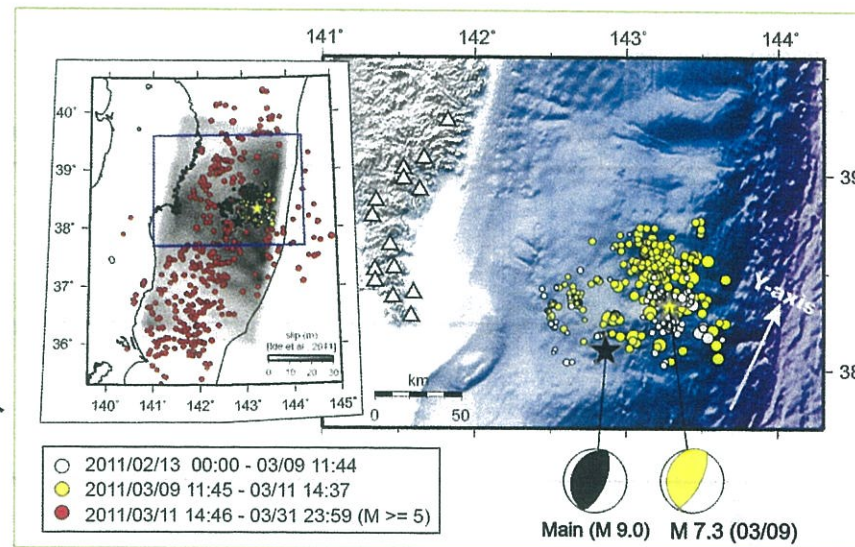 141˚ 142˚ 143˚ 144˚
40˚
39˚
38˚
37˚
36˚
slip (m)
[Ide et al., 2011]
0 10 20 30
140˚ 141˚ 142˚ 143˚ 144˚ 145˚
39˚
38˚
Y-axis
km
0 50
○ 2011/02/13 00:00 - 03/09 11:44
2011/03/09 11:45 - 03/11 14:37
2011/03/11 14:46 - 03/31 23:59 (M >= 5)
Main (M 9.0) M 7.3 (03/09)